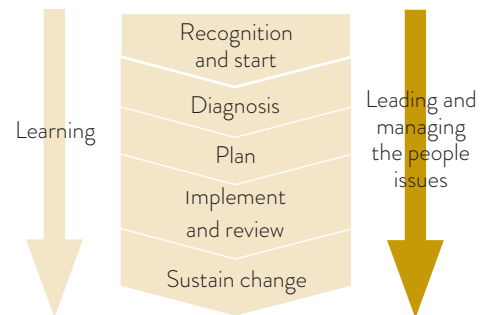 Recognition
and start
Diagnosis
Learning
Leading and
managing
the people
issues
Plan
Implement
and review
Sustain change